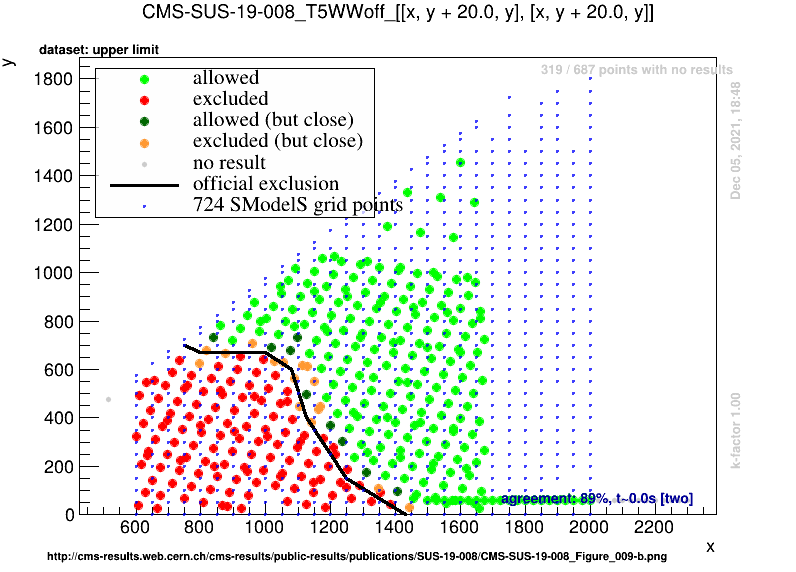 CMS-SUS-19-008_T5WWoff_[[x, y + 20.0, y], [x, y + 20.0, y]]
dataset: upper limit
y
319 / 687 points with no results
allowed
excluded
allowed (but close)
excluded (but close)
no result
official exclusion
724 SModelS grid points
1800
1600
1400
1200
1000
800
600
400
200
0
Dec 05, 2021, 18:48
k-factor 1.00
agreement: 89%, t~0.0s [two]
600 800 1000 1200 1400 1600 1800 2000 2200
x
http://cms-results.web.cern.ch/cms-results/public-results/publications/SUS-19-008/CMS-SUS-19-008_Figure_009-b.png